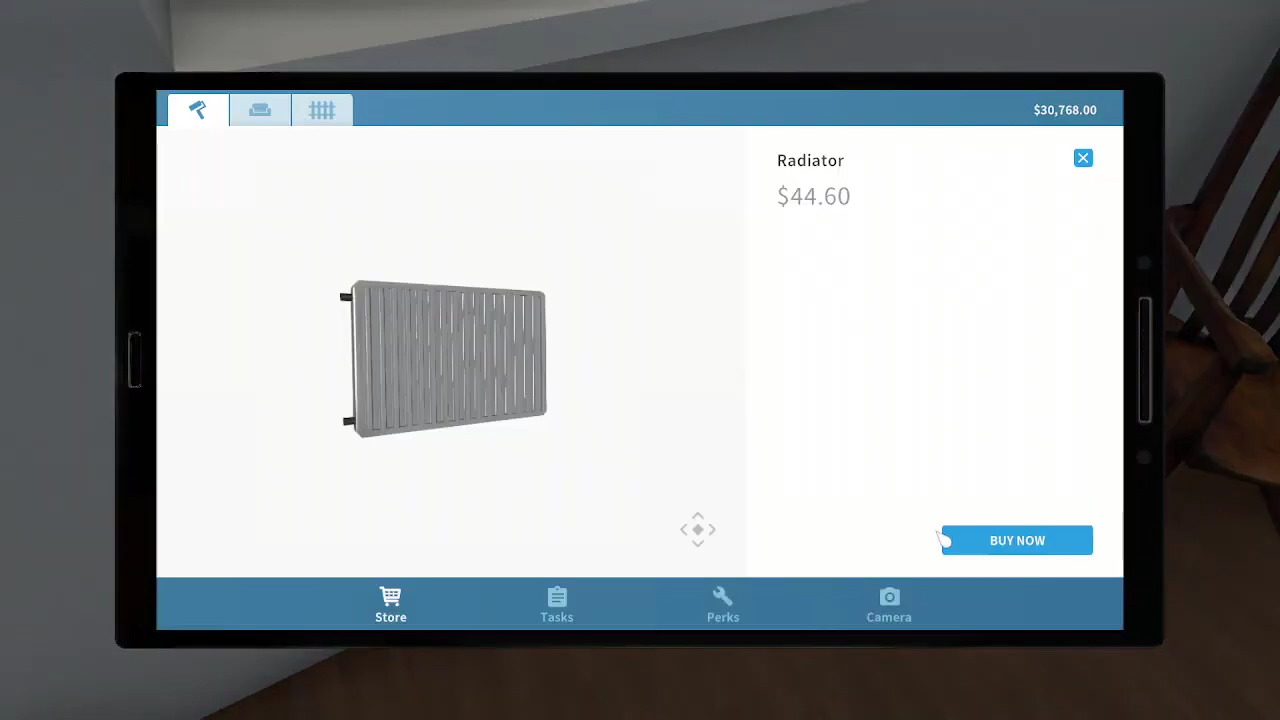 $30,768.00
Radiator
$44.60
BUY NOW
Store
Tasks
Perks
Camera